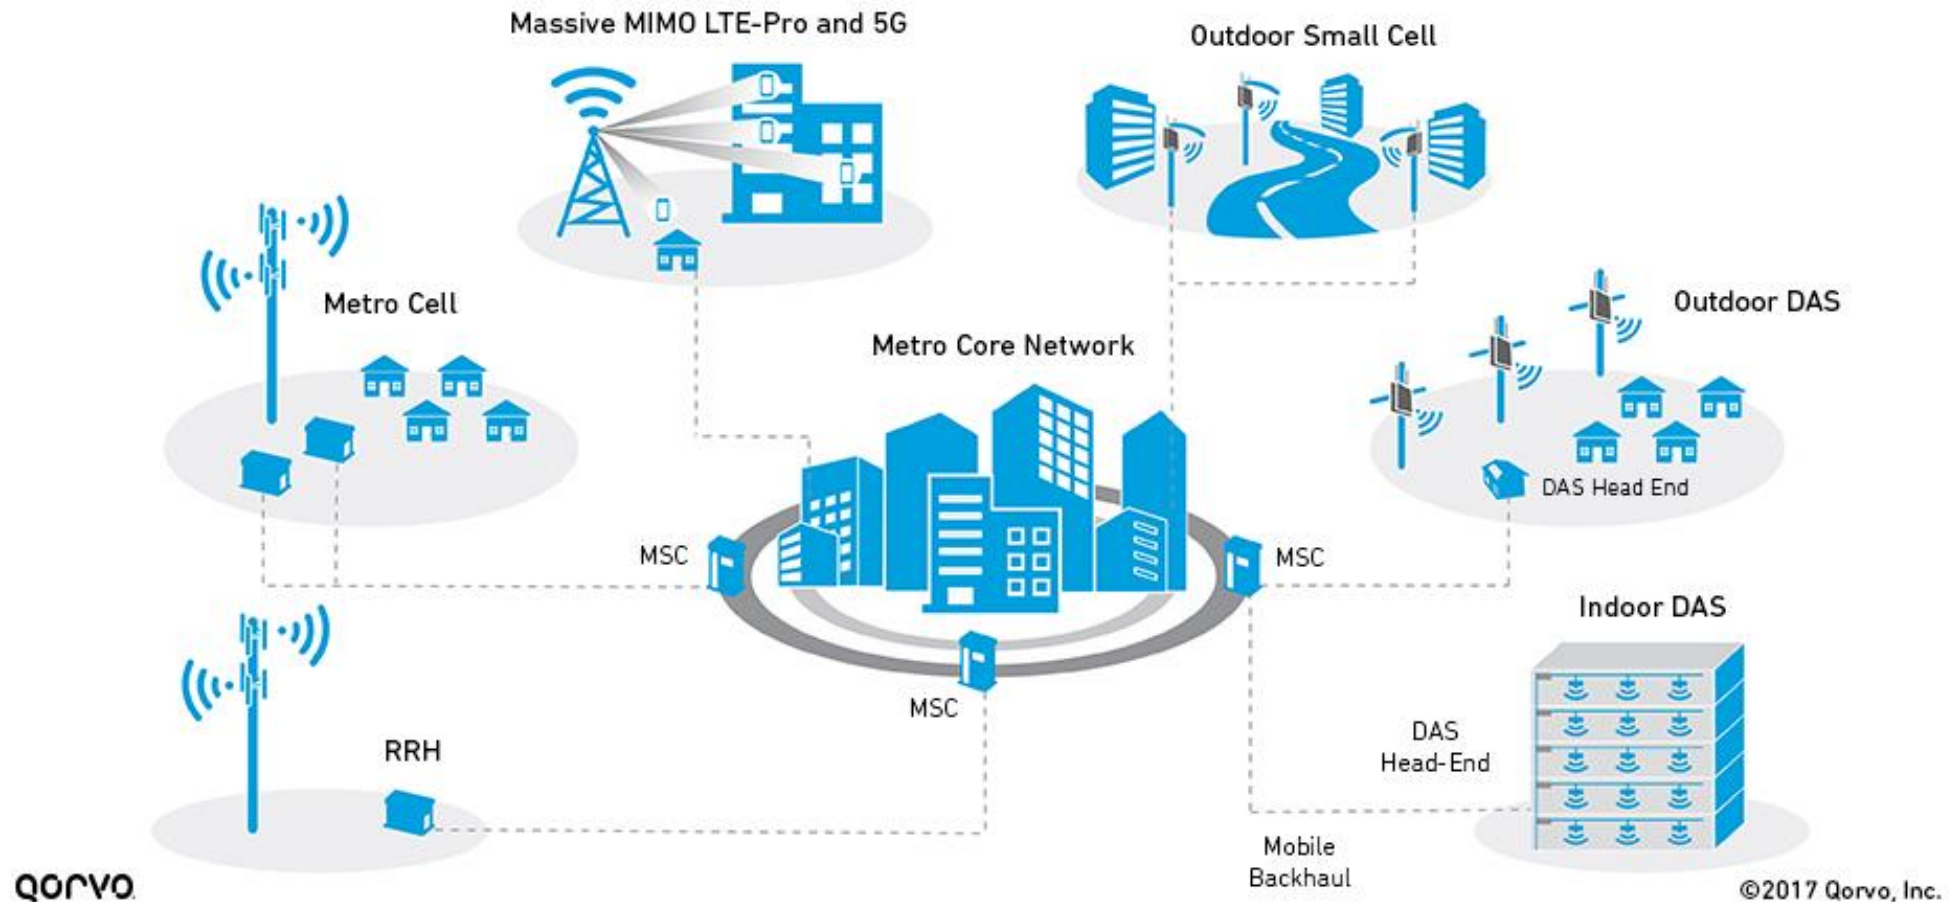 Massive MIMO LTE-Pro and 5G
Outdoor Small Cell
Metro Cell
Outdoor DAS
Metro Core Network
DAS Head End
MSC
MSC
Indoor DAS
MSC
RRH
DAS
Head-End
Mobile
Backhaul
QORVO
©2017 Qorvo, Inc.